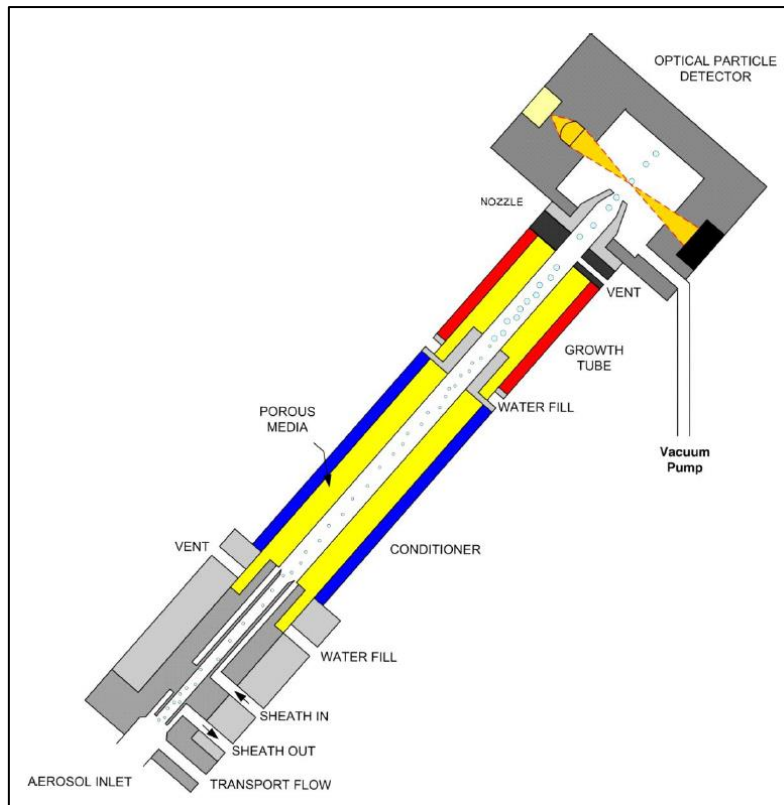 OPTICAL PARTICLE
DETECTOR
NOZZLE
VENT
GROWTH
TUBE
WATER FILL
POROUS
MEDIA
Vacuum
Pump
VENT
CONDITIONER
WATER FILL
SHEATH IN
SHEATH OUT
AEROSOL INLET
TRANSPORT FLOW